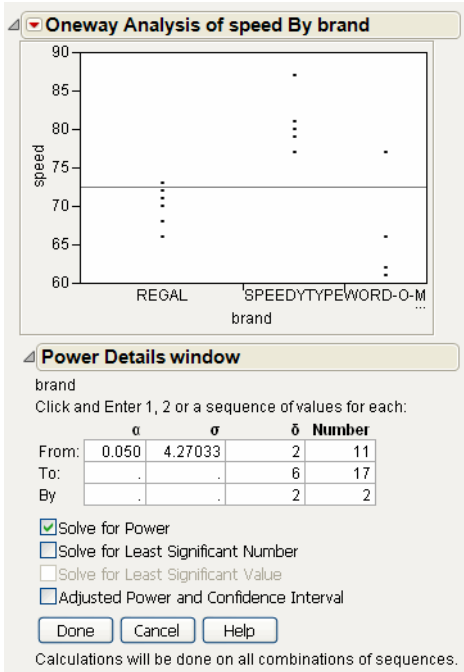 Oneway Analysis of speed By brand
90
85
80
75
70
65
60
speed
REGAL SPEEDYTYPEWORD-O-M
...
brand
Power Details window
brand
Click and Enter 1, 2 or a sequence of values for each:
α σ δ Number
From: 0.050 4.27033 2 11
To: . . 6 17
By . . 2 2
Solve for Power
Solve for Least Significant Number
Solve for Least Significant Value
Adjusted Power and Confidence Interval
Done Cancel Help
Calculations will be done on all combinations of sequences.